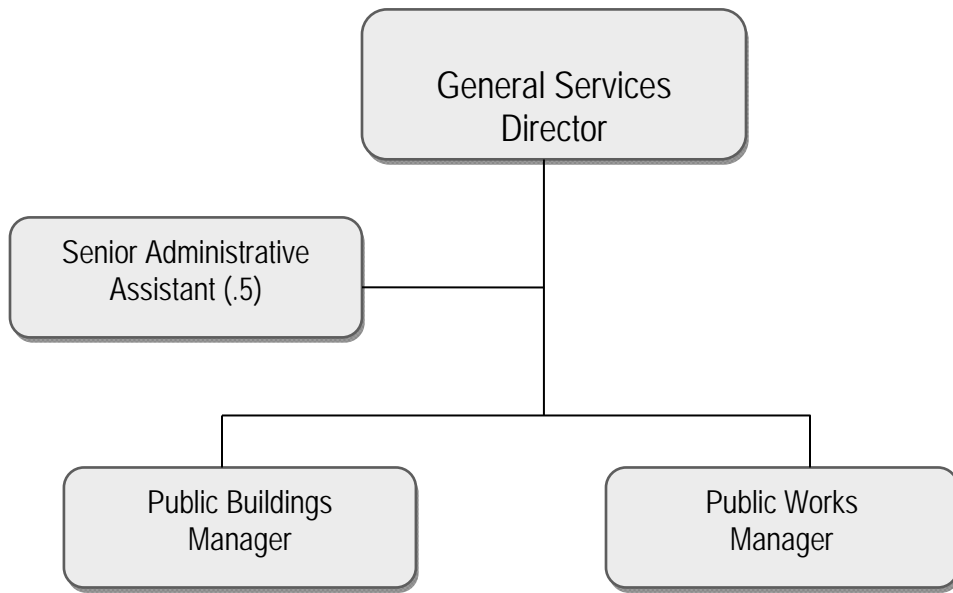 General Services
Director
Senior Administrative
Assistant (.5)
Public Buildings
Manager
Public Works
Manager